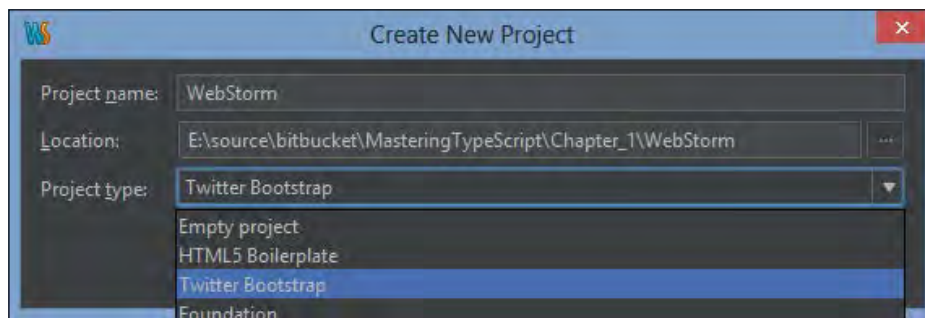 WS
Create New Project
Project name: WebStorm
Location: E:\source\bitbucket\MasteringTypeScript\Chapter_1\WebStorm ...
Project type: Twitter Bootstrap
Empty project
HTML5 Boilerplate
Twitter Bootstrap
Foundation